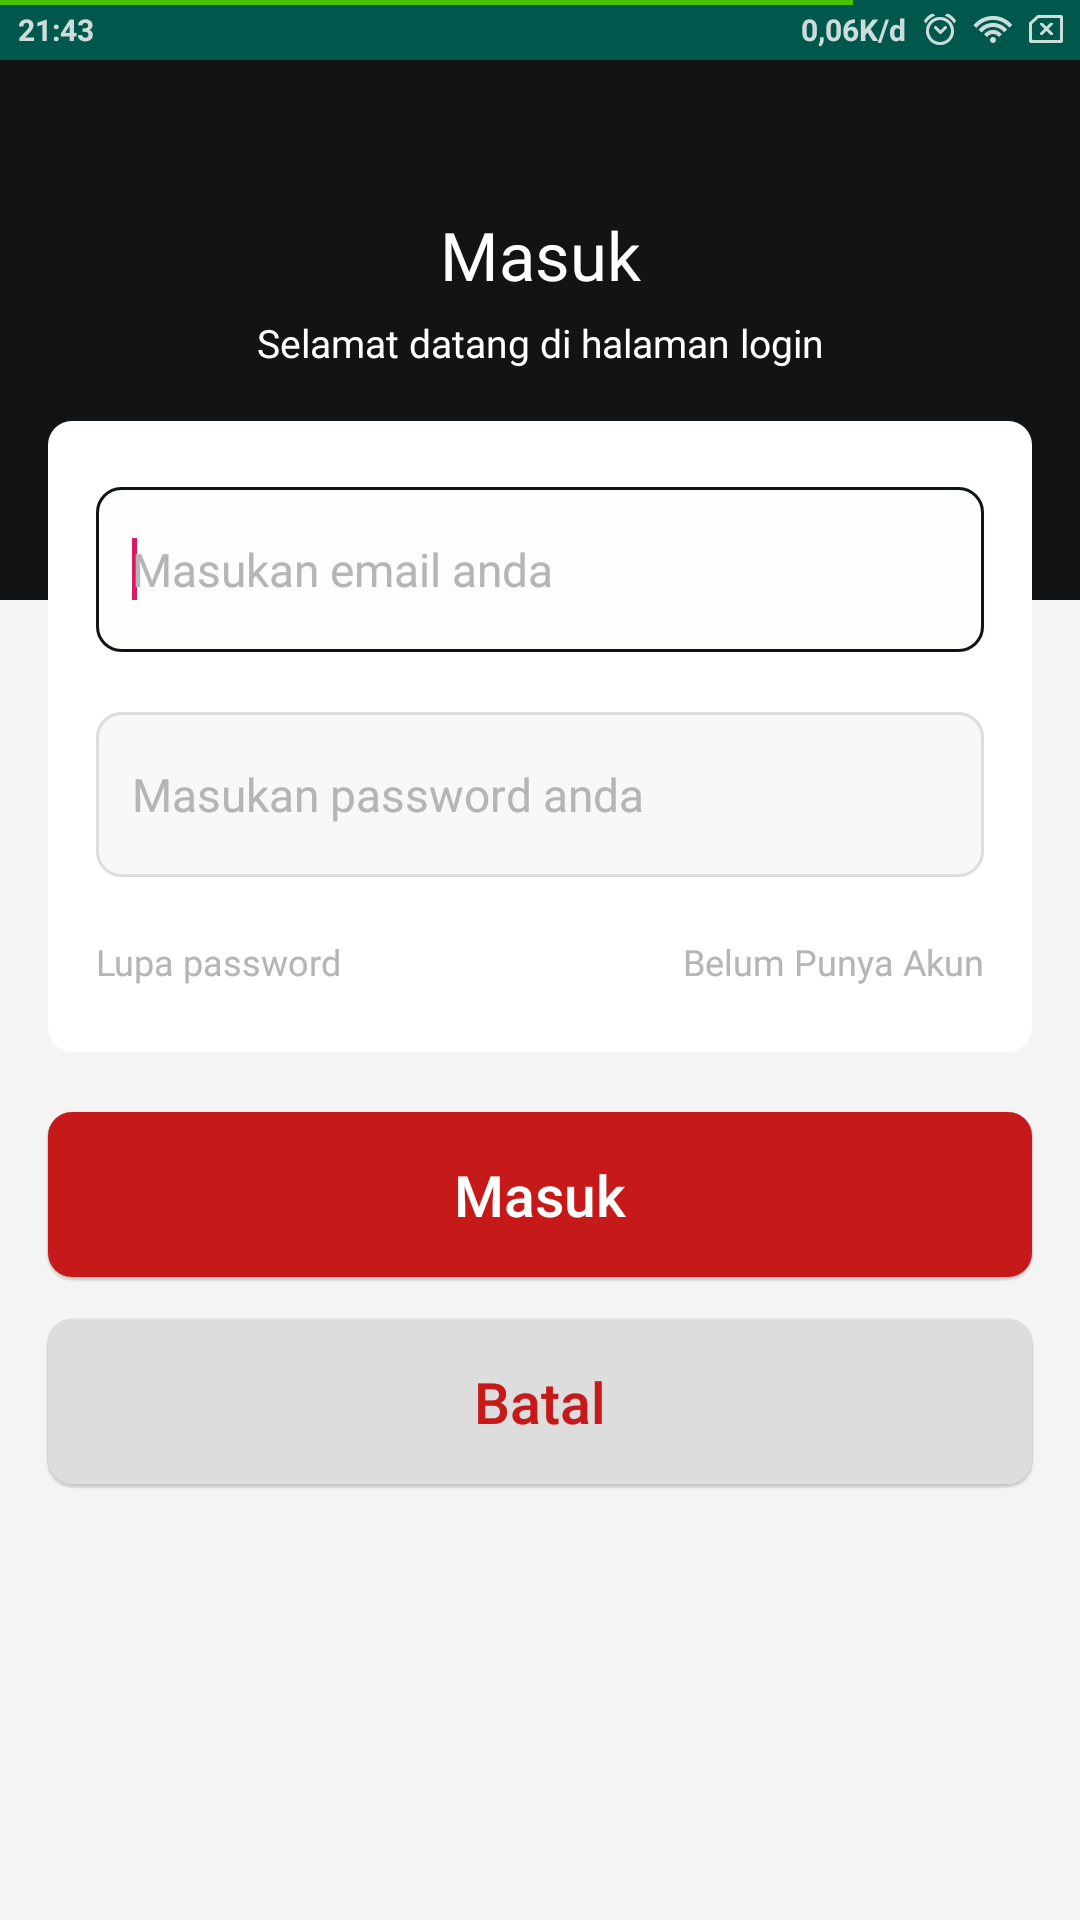 21:43 0,06K/d
Masuk
Selamat datang di halaman login
Masukan email anda
Masukan password anda
Lupa password Belum Punya Akun
Masuk
Batal